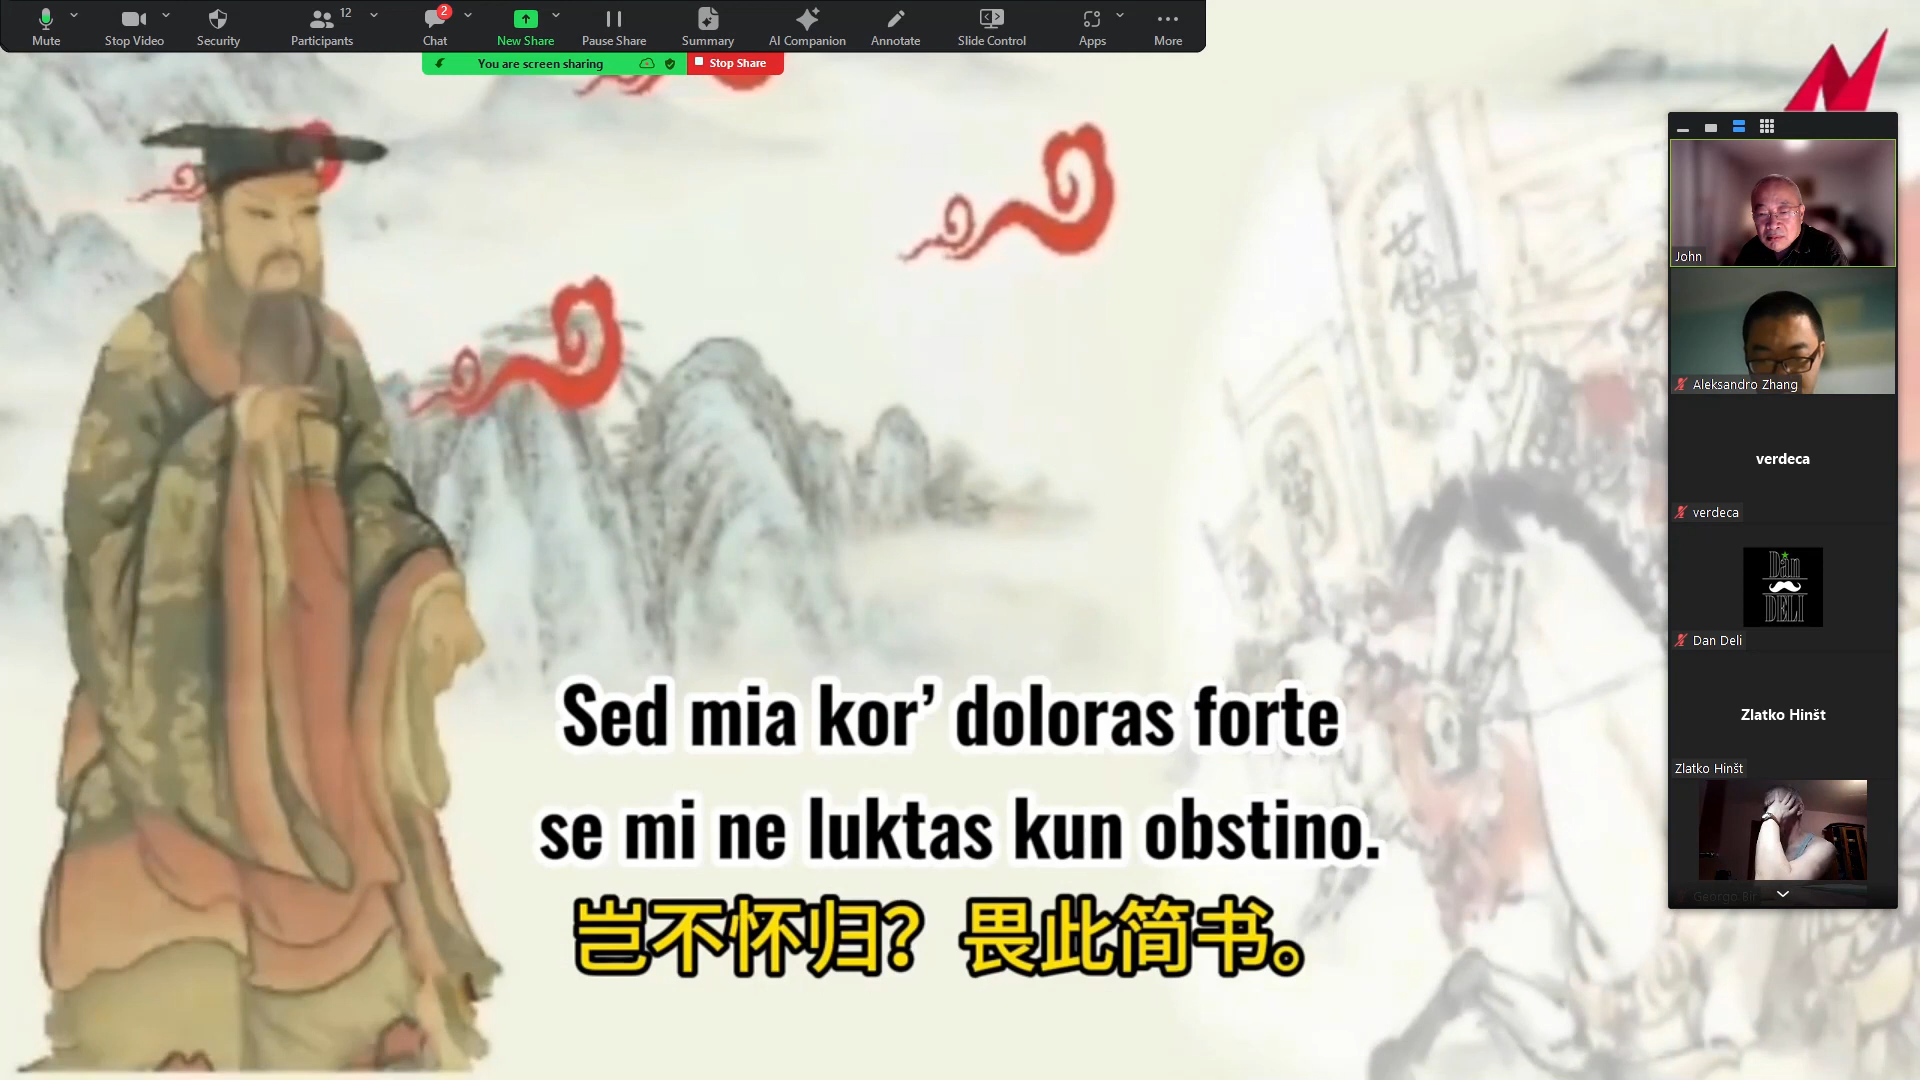 Mute
Stop Video
Security
Participants
12
Chat
2
New Share
Pause Share
Summary
AI Companion
Annotate
Slide Control
Apps
More
You are screen sharing
Stop Share
John
Aleksandro Zhang
verdeca
verdeca
Dan
DELI
Dan Deli
Zlatko Hinšt
Zlatko Hinšt
Sed mia kor’ doloras forte
se mi ne luktas kun obstino.
岂不怀归？畏此简书。